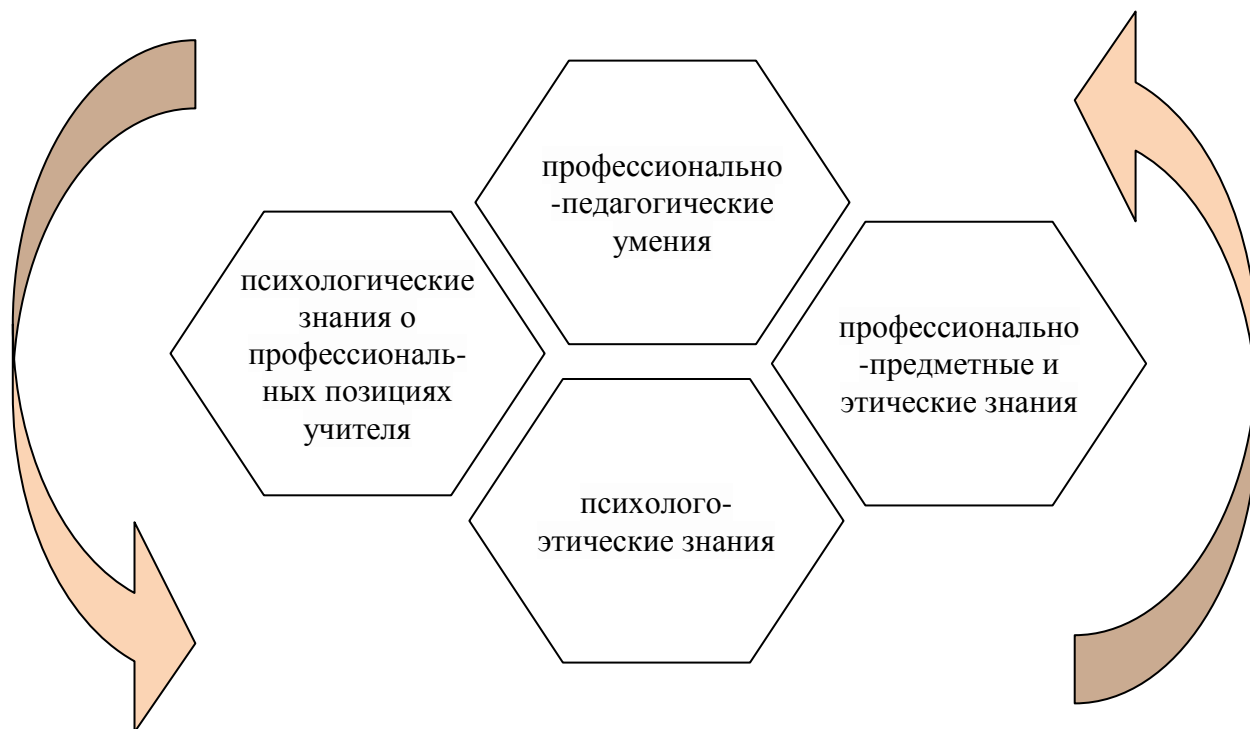 профессионально
-педагогические
умения
психологические
знания о
профессиональ-
ных позициях
учителя
профессионально
-предметные и
этические знания
психолого-
этические знания